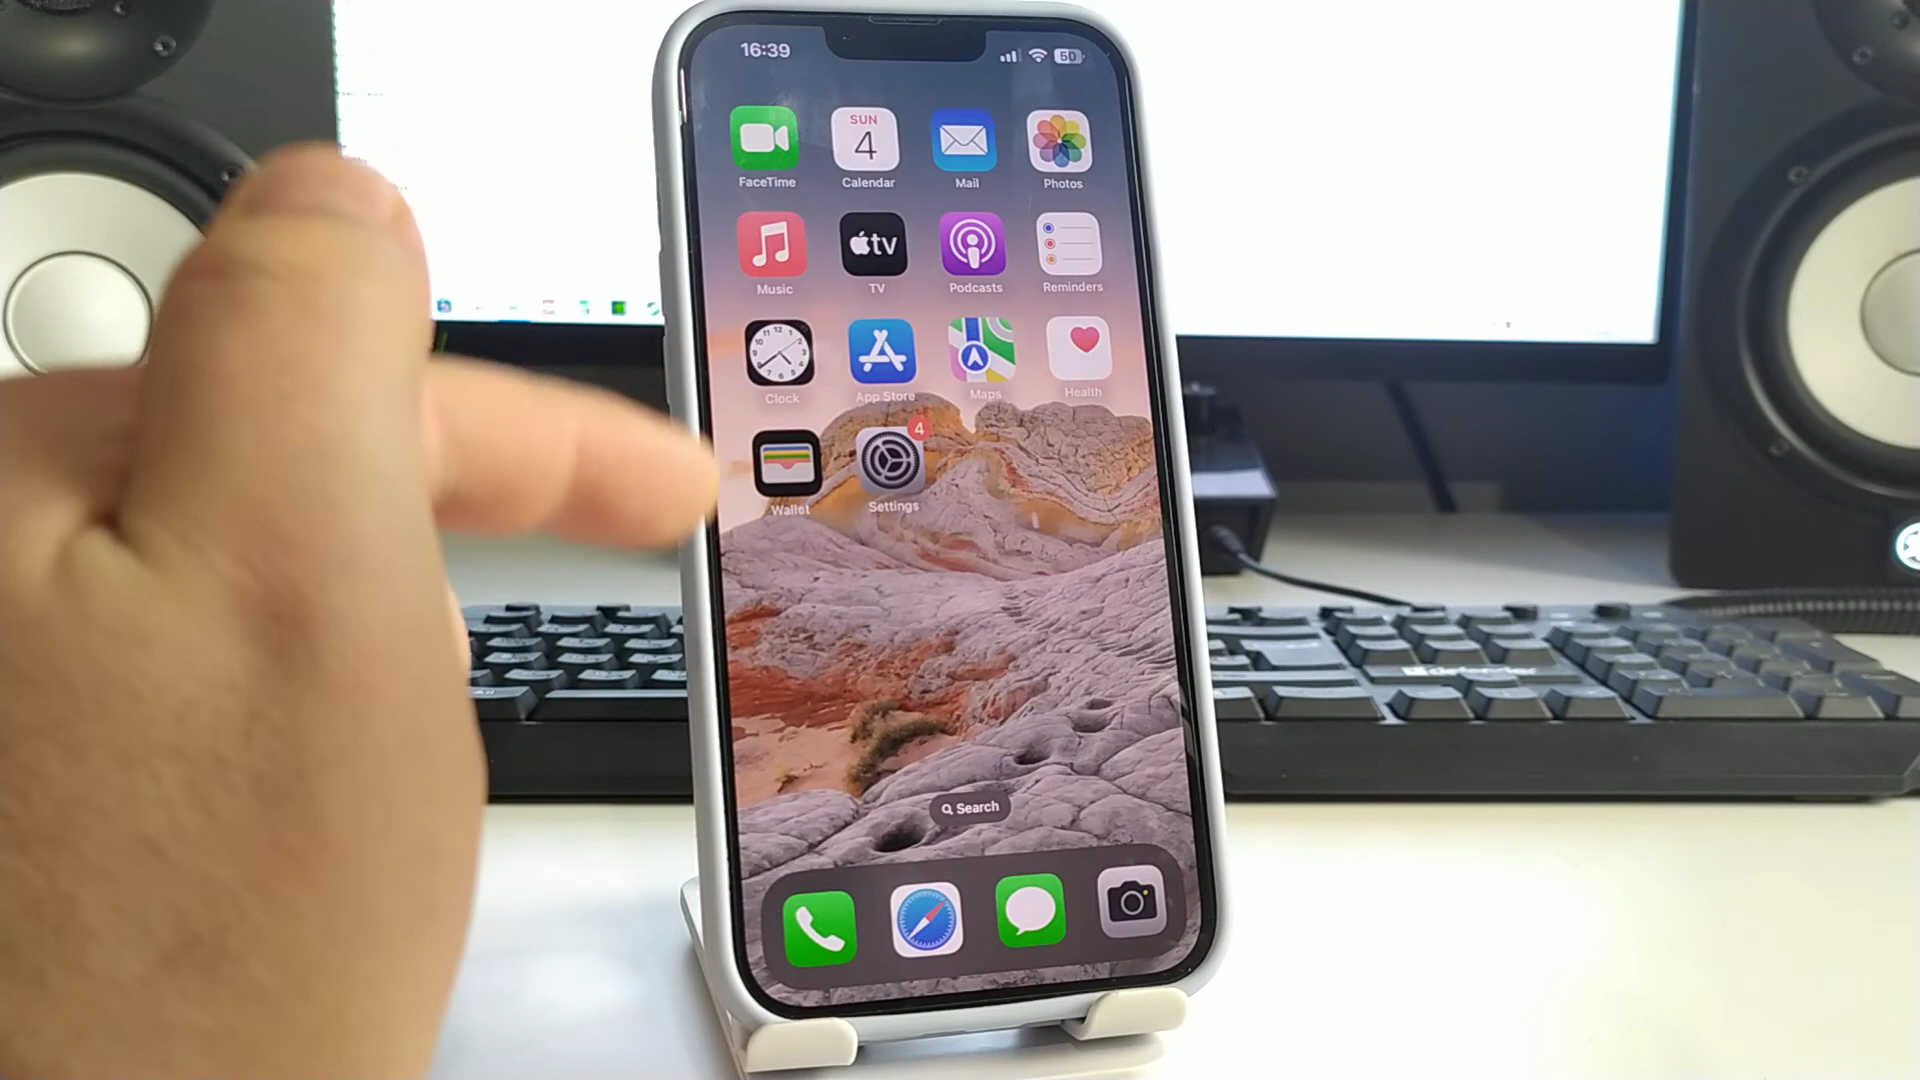 16:39
50
SUN
4
FaceTime
Calendar
Mail
Photos
tv
Music
TV
Podcasts
Reminders
Clock
App Store
Maps
Health
4
Wallet
Settings
Search
defender